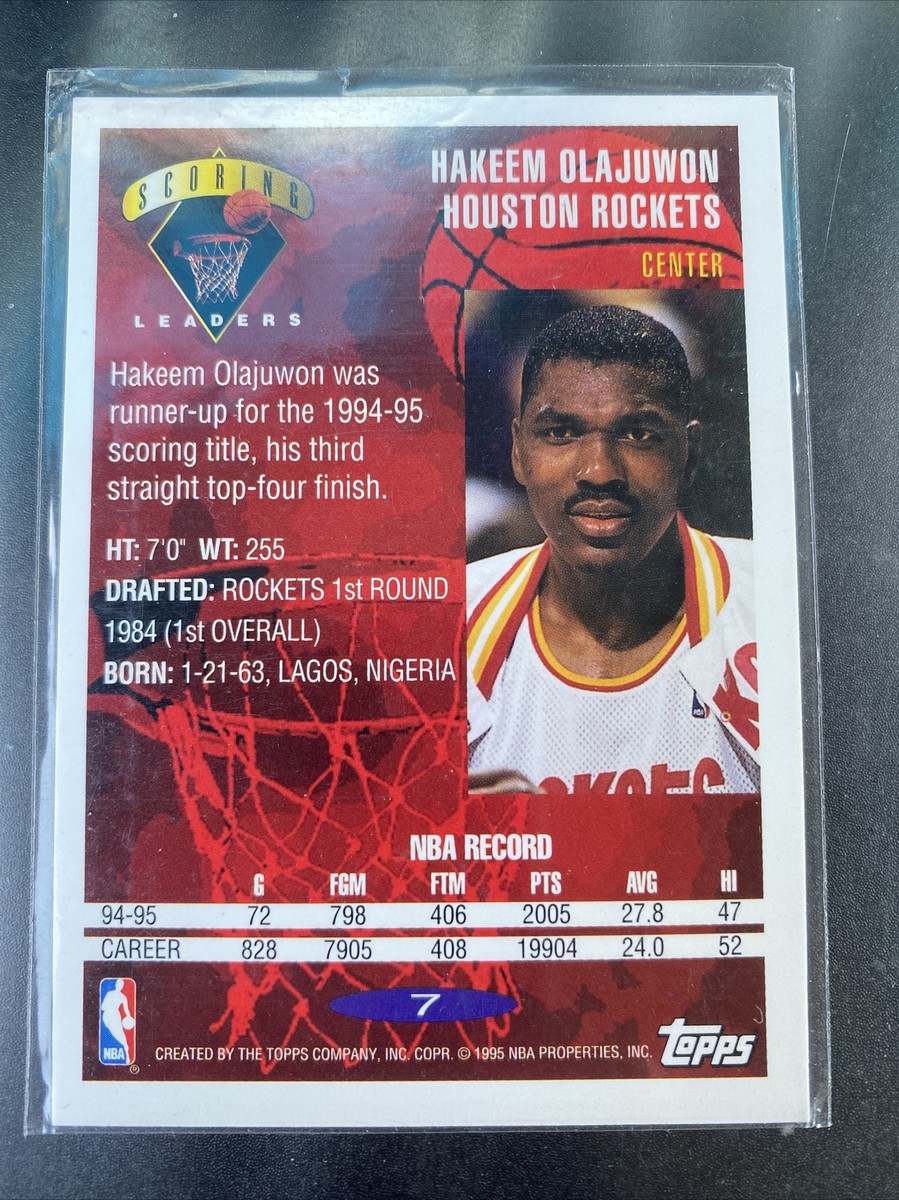 SCORING
LEADERS
HAKEEM OLAJUWON
HOUSTON ROCKETS
CENTER
Hakeem Olajuwon was
runner-up for the 1994-95
scoring title, his third
straight top-four finish.
HT: 7'0" WT: 255
DRAFTED: ROCKETS 1st ROUND
1984 (1st OVERALL)
BORN: 1-21-63, LAGOS, NIGERIA
NBA RECORD
G FGM FTM PTS AVG HI
94-95 72 798 406 2005 27.8 47
CAREER 828 7905 408 19904 24.0 52
7
NBA ®
CREATED BY THE TOPPS COMPANY, INC. COPR. © 1995 NBA PROPERTIES, INC.
TOPPS